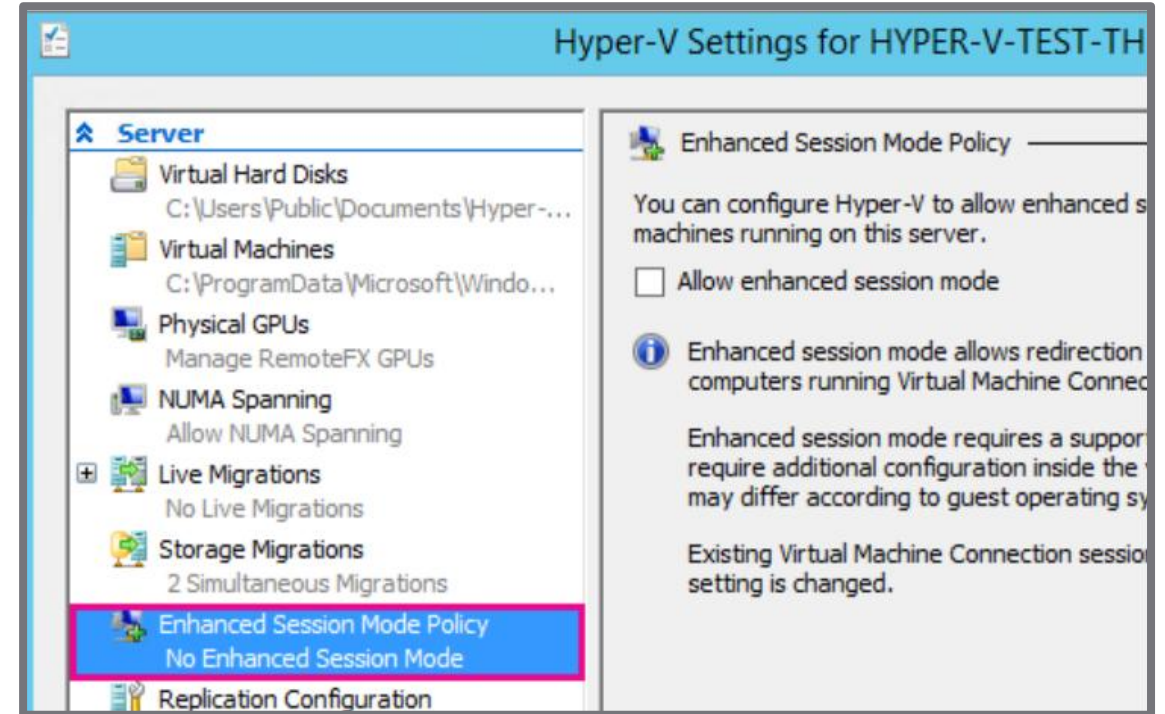 Hyper-V Settings for HYPER-V-TEST-TH
Server
Virtual Hard Disks
C:\Users\Public\Documents\Hyper-...
Virtual Machines
C:\ProgramData\Microsoft\Windo...
Physical GPUs
Manage RemoteFX GPUs
NUMA Spanning
Allow NUMA Spanning
Live Migrations
No Live Migrations
Storage Migrations
2 Simultaneous Migrations
Enhanced Session Mode Policy
No Enhanced Session Mode
Replication Configuration
Enhanced Session Mode Policy
You can configure Hyper-V to allow enhanced s
machines running on this server.
Allow enhanced session mode
Enhanced session mode allows redirection
computers running Virtual Machine Connec
Enhanced session mode requires a suppor
require additional configuration inside the
may differ according to guest operating sy
Existing Virtual Machine Connection session
setting is changed.